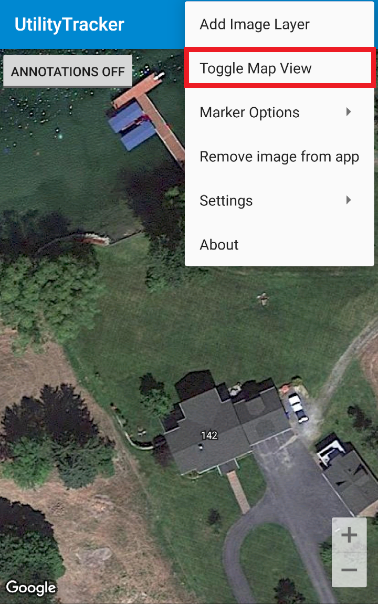 UtilityTracker
ANNOTATIONS OFF
Add Image Layer
Toggle Map View
Marker Options
Remove image from app
Settings
About
142
+
−
Google